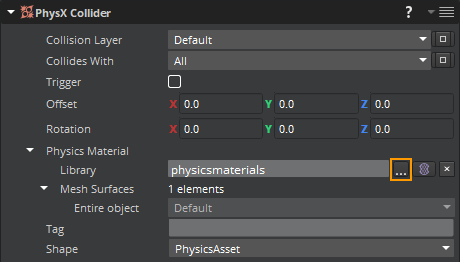 PhysX Collider ?
Collision Layer Default
Collides With All
Trigger
Offset X 0.0 Y 0.0 Z 0.0
Rotation X 0.0 Y 0.0 Z 0.0
Physics Material
Library physicsmaterials ...
Mesh Surfaces 1 elements
Entire object Default
Tag
Shape PhysicsAsset